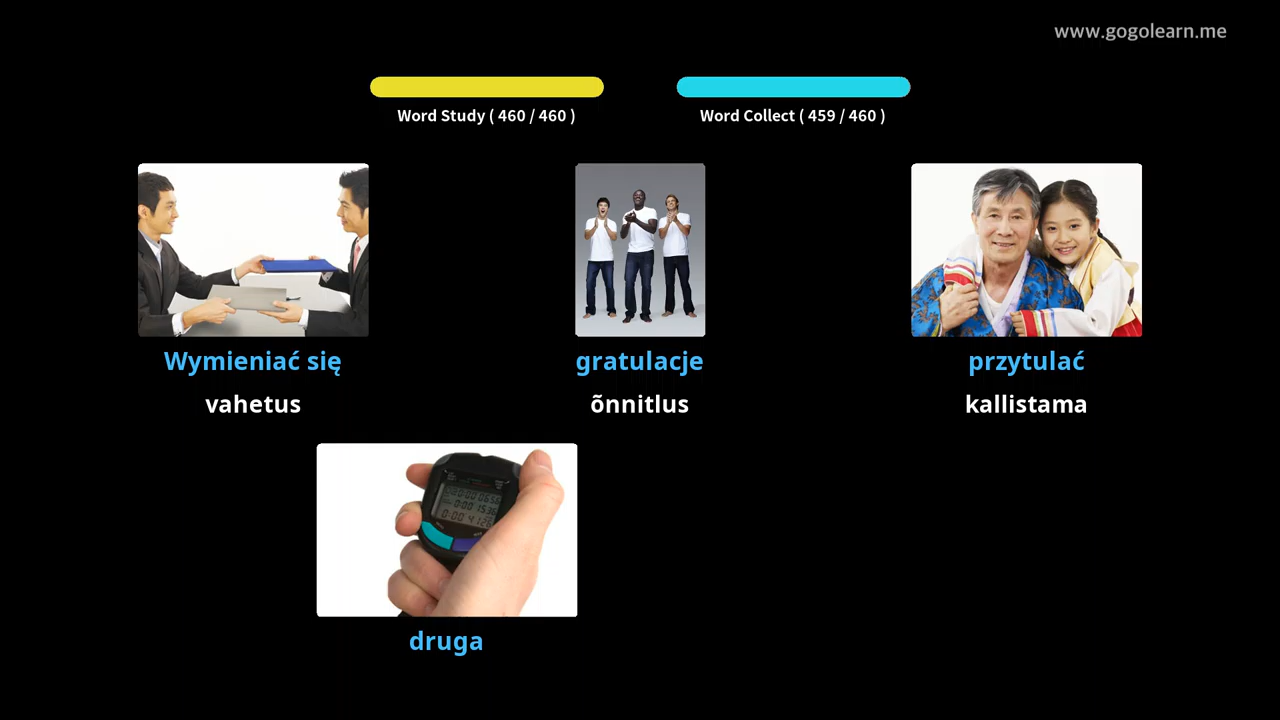 www.gogolearn.me
Word Study ( 460 / 460 )
Word Collect ( 459 / 460 )
Wymieniać się
gratulacje
przytulać
vahetus
õnnitlus
kallistama
druga